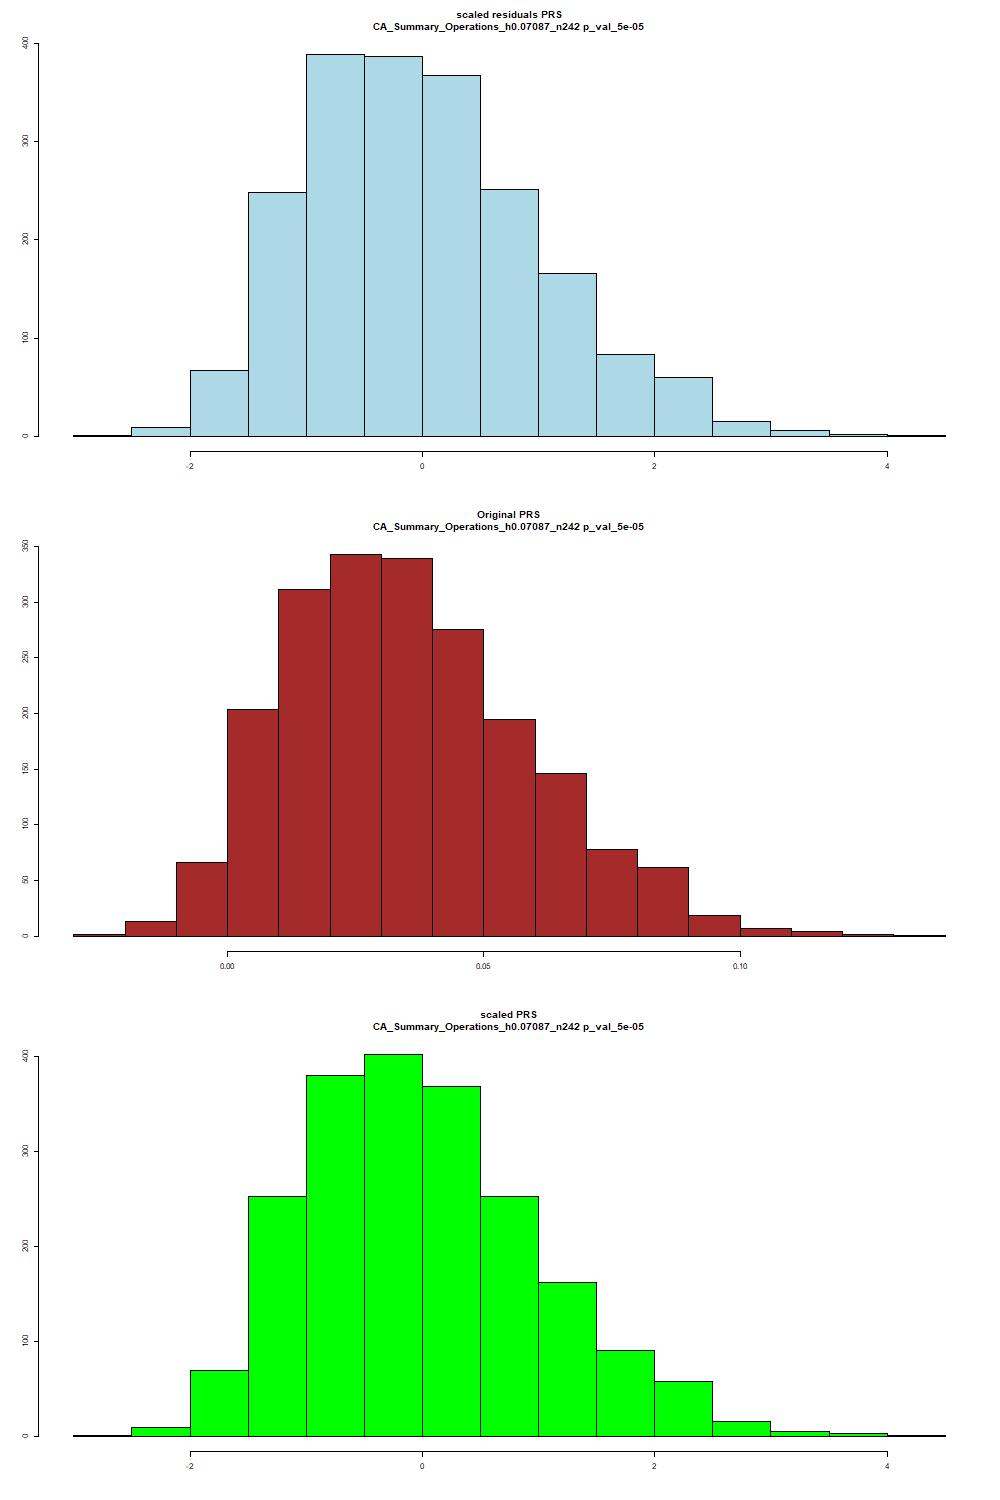 scaled residuals PRS
CA_Summary_Operations_h0.07087_n242 p_val_5e-05
400
300
200
100
0
-2 0 2 4
Original PRS
CA_Summary_Operations_h0.07087_n242 p_val_5e-05
350
300
250
200
150
100
50
0
0.00 0.05 0.10
scaled PRS
CA_Summary_Operations_h0.07087_n242 p_val_5e-05
400
300
200
100
0
-2 0 2 4